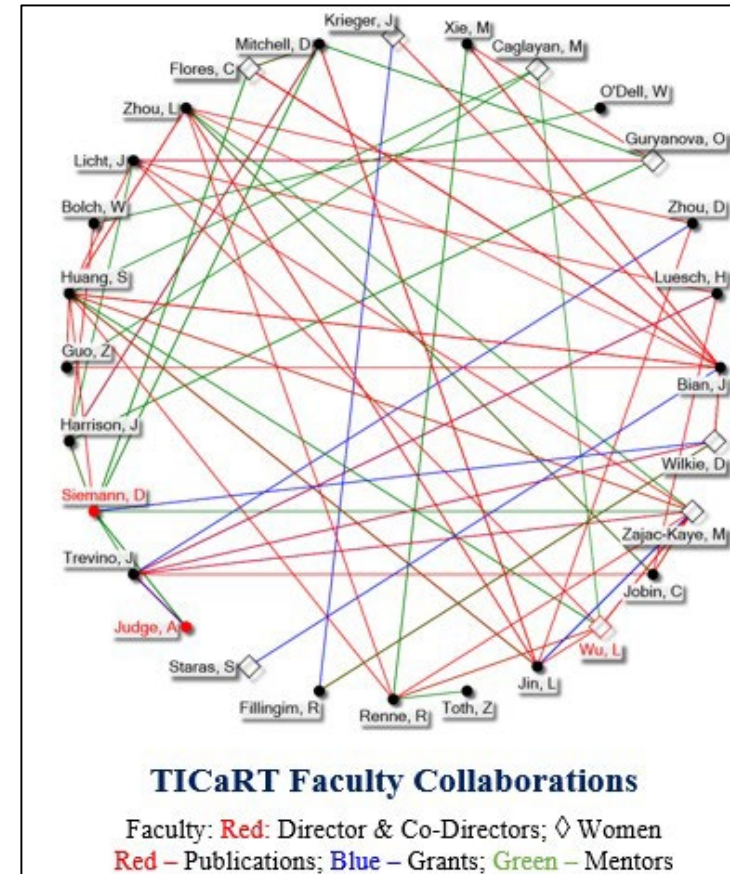 Krieger, J
Xie, M
Mitchell, D
Caglayan, M
Flores, C
O'Dell, W
Zhou, L
Guryanova, O
Licht, J
Bolch, W
Zhou, D
Huang, S
Luesch, H
Guo, Z
Bian, J
Harrison, J
Wilkie, D
Siemann, D
Zajac-Kaye, M
Trevino, J
Jobin, C
Judge, A
Wu, L
Staras, S
Jin, L
Fillingim, R
Renne, R
Toth, Z
TICaRT Faculty Collaborations
Faculty: Red: Director & Co-Directors; ◊ Women
Red – Publications; Blue – Grants; Green – Mentors